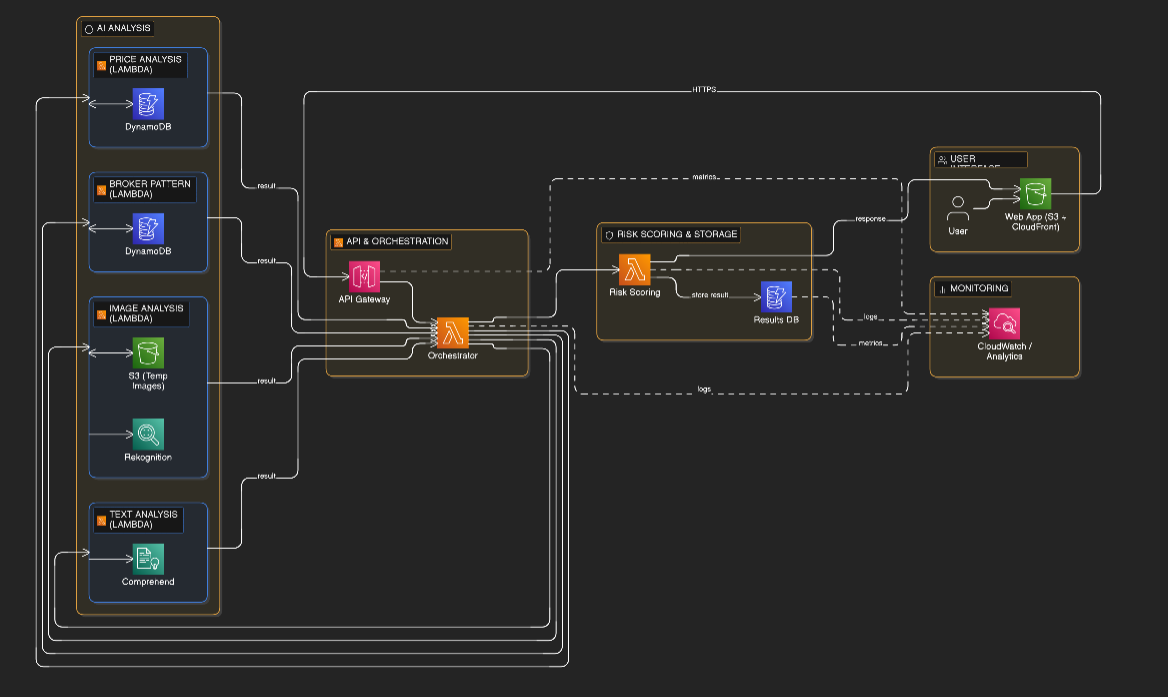 AI ANALYSIS
PRICE ANALYSIS
(LAMBDA)
DynamoDB
BROKER PATTERN
(LAMBDA)
DynamoDB
IMAGE ANALYSIS
(LAMBDA)
S3 (Temp
Images)
Rekognition
TEXT ANALYSIS
(LAMBDA)
Comprenend
result
result
result
result
API & ORCHESTRATION
API Gateway
Orchestrator
HTTPS
metrics
RISK SCORING & STORAGE
Risk Scoring
store result
Results DB
response
logs
metrics
logs
USER
INTERFACE
User
Web App (S3 +
CloudFront)
MONITORING
CloudWatch /
Analytics